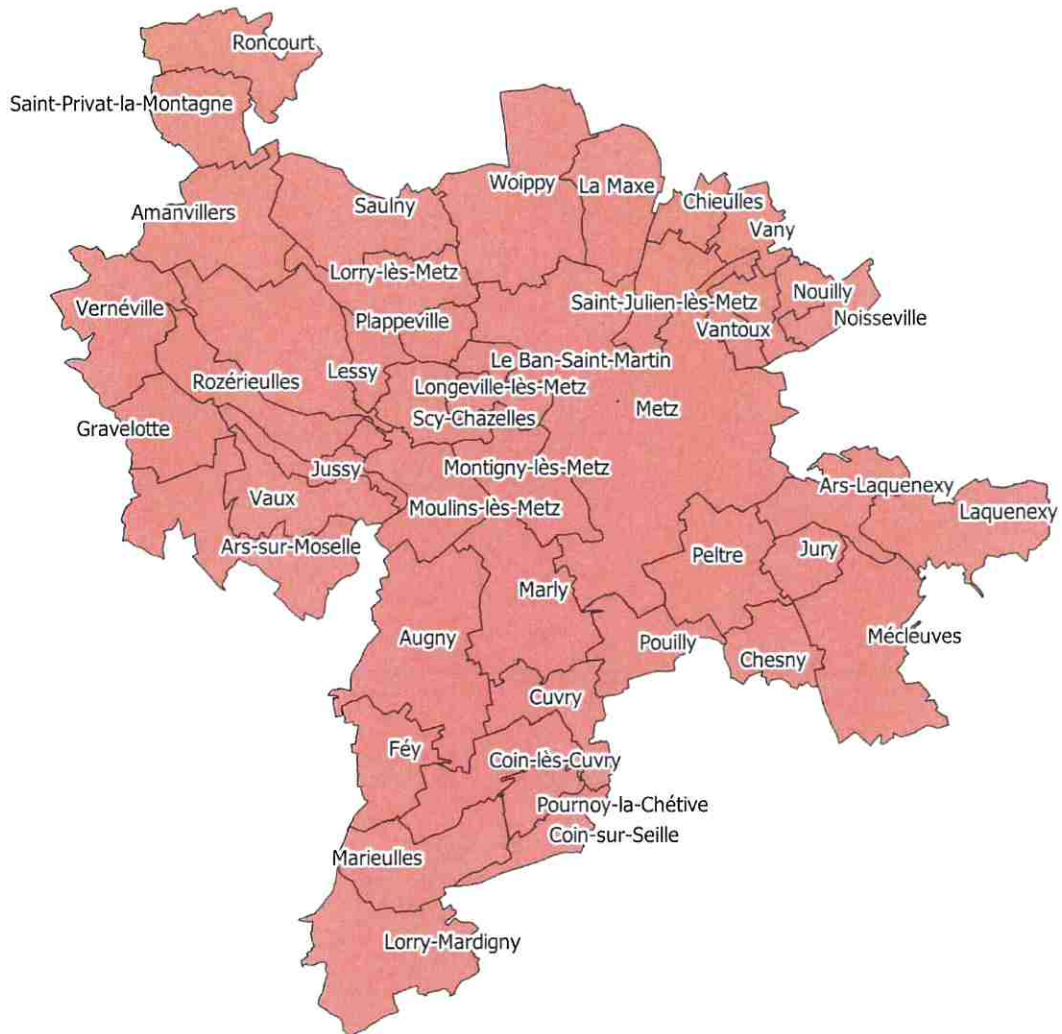 Roncourt
Saint-Privat-la-Montagne
Woippy
La Maxe
Chieulles
Amanvillers
Saulny
Vany
Lorry-lès-Metz
Nouilly
Vernéville
Saint-Julien-lès-Metz
Plappeville
Vantoux
Noisseville
Le Ban-Saint-Martin
Lessy
Rozérieulles
Longeville-lès-Metz
Metz
Scy-Chazelles
Gravelotte
Jussy
Montigny-lès-Metz
Ars-Laquenexy
Vaux
Moulins-lès-Metz
Laquenexy
Ars-sur-Moselle
Peltre
Jury
Marly
Augny
Pouilly
Mécleuves
Chesny
Cuvry
Féy
Coin-lès-Cuvry
Pournoy-la-Chétive
Coin-sur-Seille
Marieulles
Lorry-Mardigny